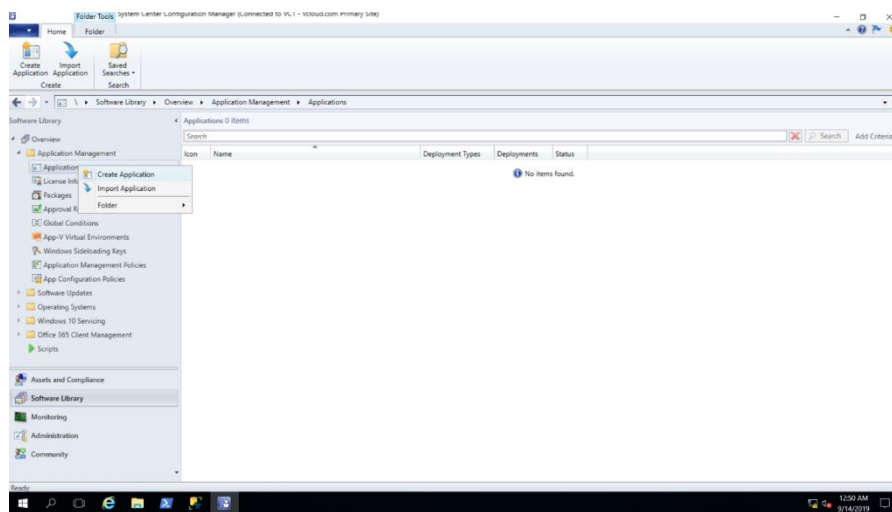 Folder Tools System Center Configuration Manager (Connected to VCT - vcloud.com Primary Site)
Home Folder
Create Application
Import Application
Saved Searches
Create Search
\ Software Library Overview Application Management Applications
Software Library
Applications 0 items
Search
Search
Add Criteria
Overview
Icon Name Deployment Types Deployments Status
No items found.
Application Management
Application
Create Application
Import Application
Folder
License Inf
Packages
Approval R
Global Conditions
App-V Virtual Environments
Windows Sideloading Keys
Application Management Policies
App Configuration Policies
Software Updates
Operating Systems
Windows 10 Servicing
Office 365 Client Management
Scripts
Assets and Compliance
Software Library
Monitoring
Administration
Community
Ready
12:50 AM
9/14/2019